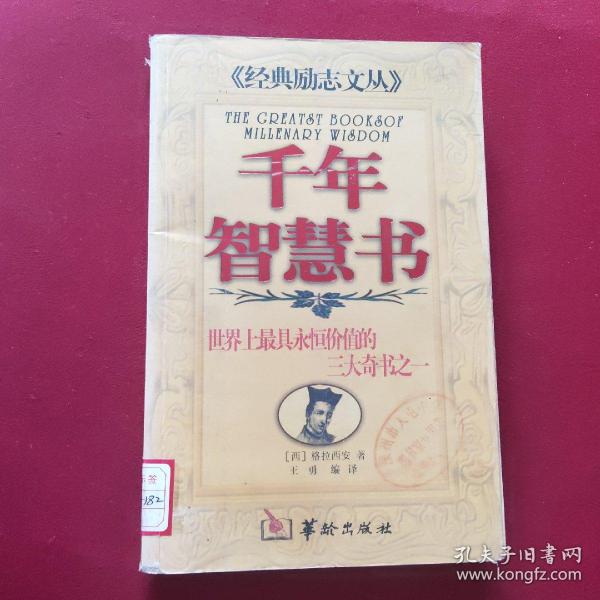 《经典励志文丛》
THE GREATST BOOKSOF
MILLENARY WISDOM
千年
智慧书
世界上最具永恒价值的
三大奇书之一
［西］格拉西安 著
王勇 编译
华龄出版社
182
孔夫子旧书网
www.kongfz.com